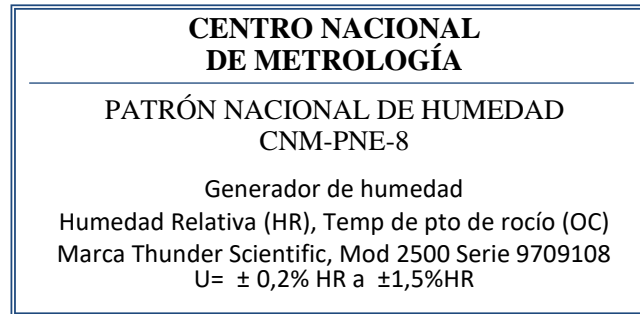 CENTRO NACIONAL
DE METROLOGÍA
PATRÓN NACIONAL DE HUMEDAD
CNM-PNE-8
Generador de humedad
Humedad Relativa (HR), Temp de pto de rocío (OC)
Marca Thunder Scientific, Mod 2500 Serie 9709108
U= ± 0,2% HR a ±1,5%HR